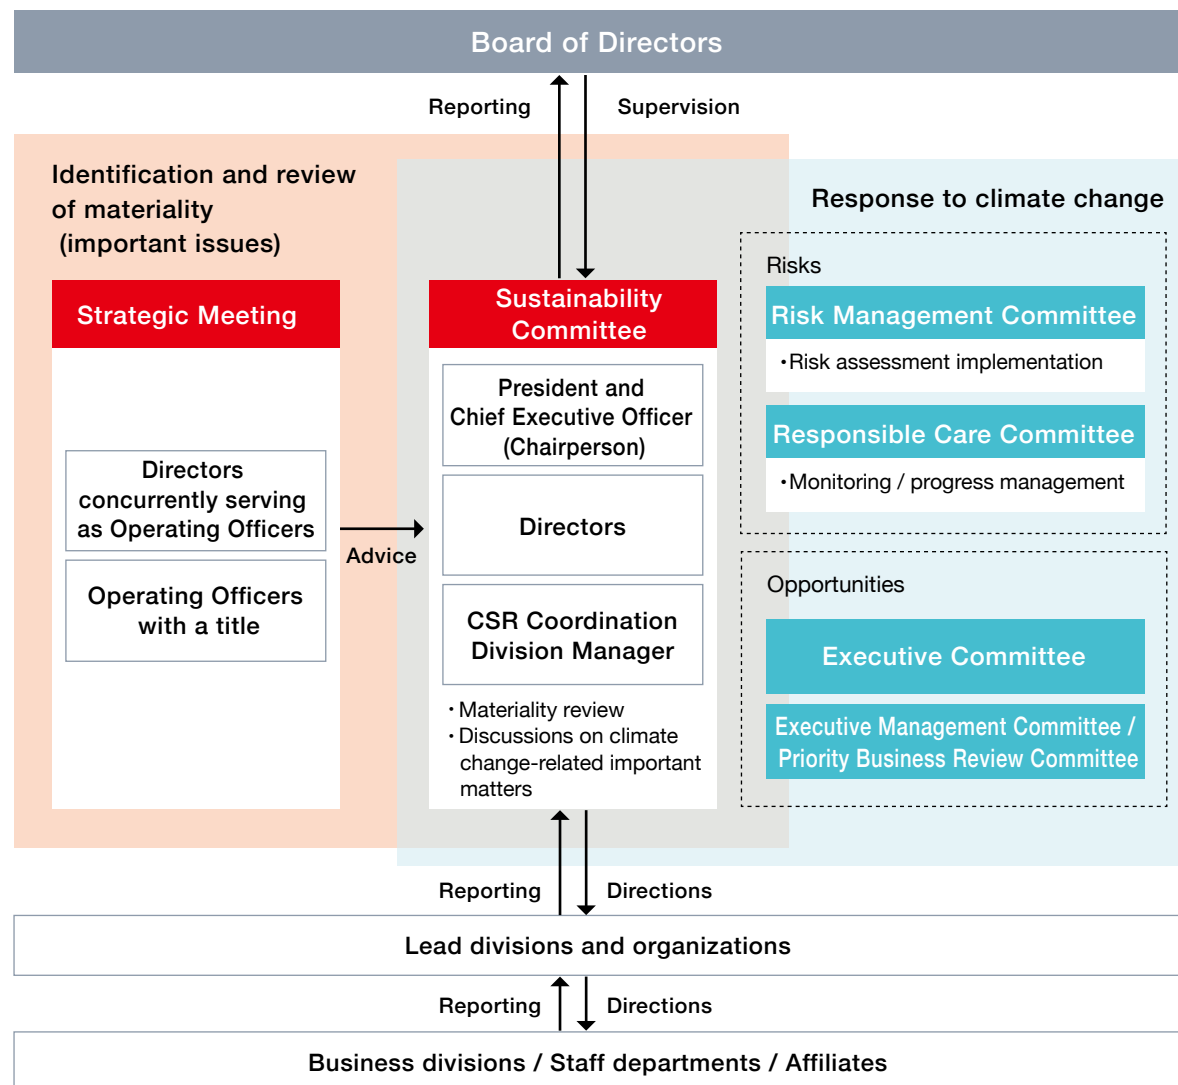 Board of Directors
Reporting
Supervision
Identification and review
of materiality
(important issues)
Response to climate change
Strategic Meeting
Directors
concurrently serving
as Operating Officers
Operating Officers
with a title
Advice
Sustainability
Committee
President and
Chief Executive Officer
(Chairperson)
Directors
CSR Coordination
Division Manager
・Materiality review
・Discussions on climate
change-related important
matters
Risks
Risk Management Committee
・Risk assessment implementation
Responsible Care Committee
・Monitoring / progress management
Opportunities
Executive Committee
Executive Management Committee /
Priority Business Review Committee
Reporting
Directions
Lead divisions and organizations
Reporting
Directions
Business divisions / Staff departments / Affiliates